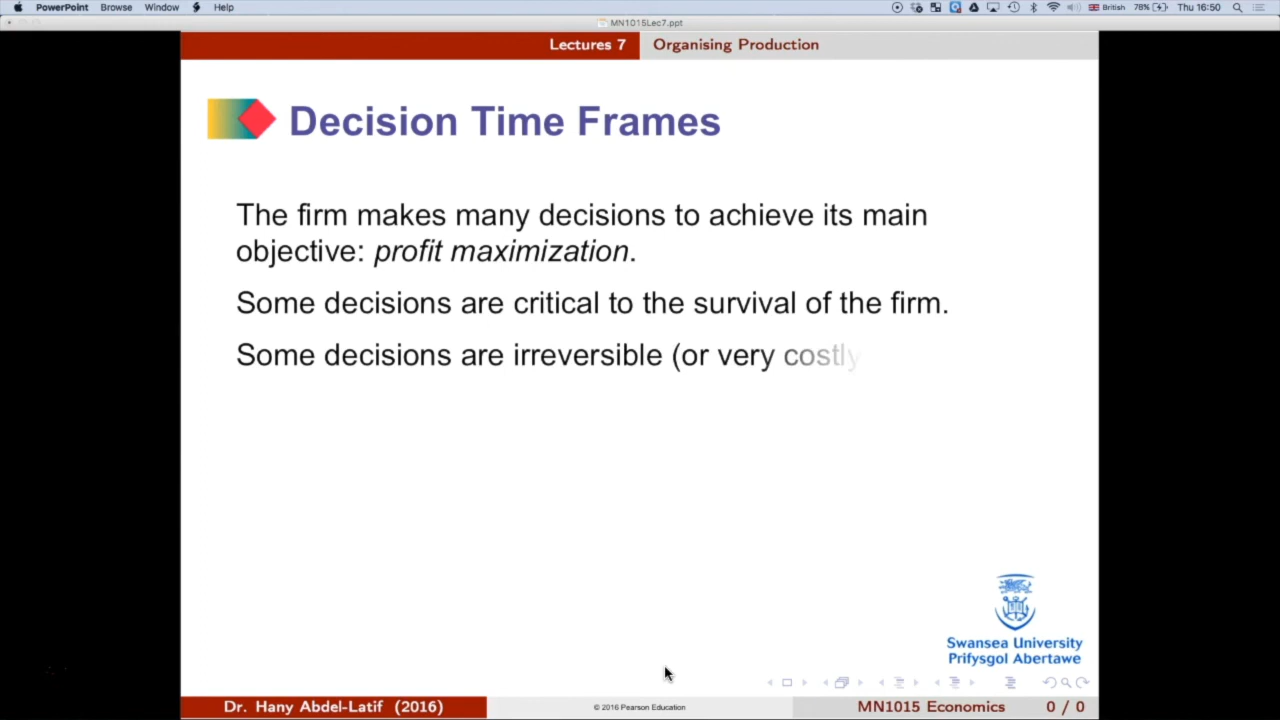 PowerPoint Browse Window Help
British 78% Thu 16:50
MN1015Lec7.ppt
Lectures 7 Organising Production
Decision Time Frames
The firm makes many decisions to achieve its main
objective: profit maximization.
Some decisions are critical to the survival of the firm.
Some decisions are irreversible (or very costly
Swansea University
Prifysgol Abertawe
Dr. Hany Abdel-Latif (2016) © 2016 Pearson Education MN1015 Economics 0 / 0